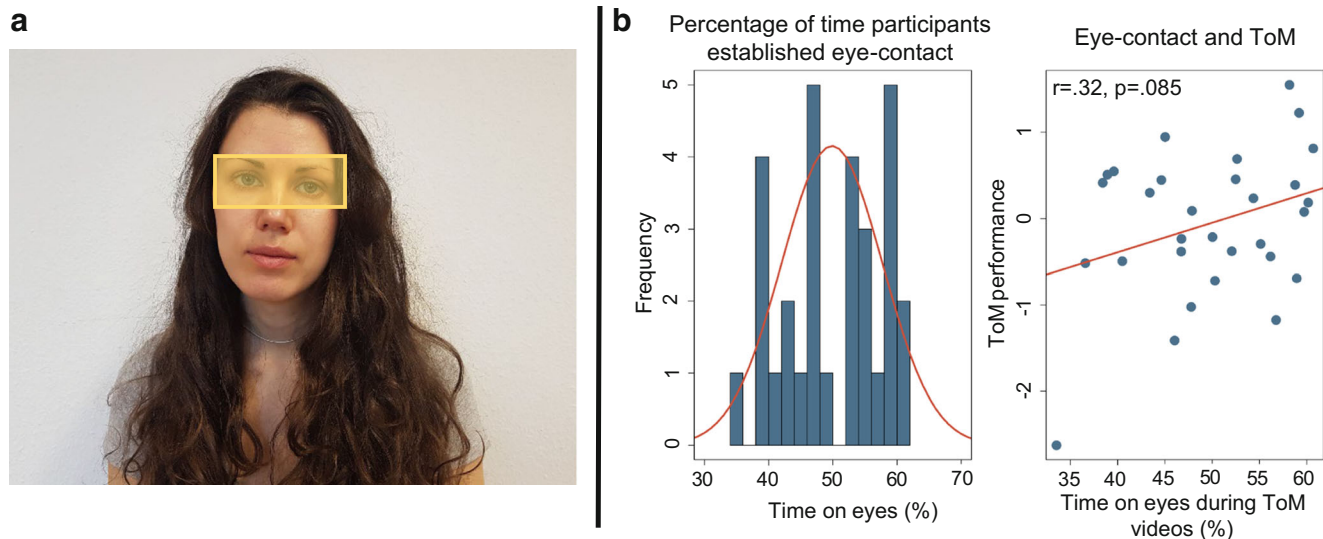 a
b
Percentage of time participants
established eye-contact
Frequency
5
4
3
2
1
0
30 40 50 60 70
Time on eyes (%)
Eye-contact and ToM
r=.32, p=.085
ToM performance
1
0
-1
-2
35 40 45 50 55 60
Time on eyes during ToM
videos (%)